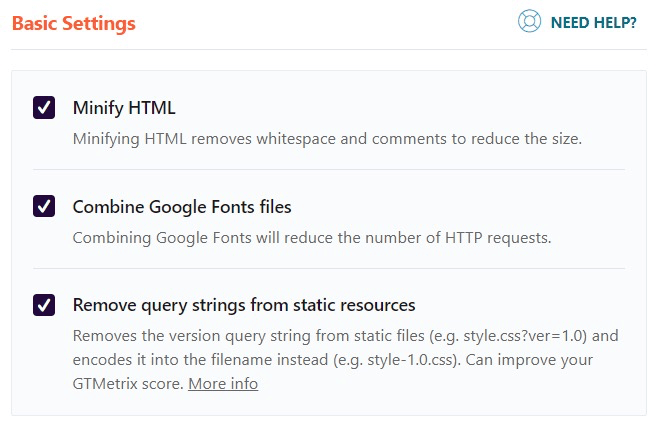 Basic Settings
NEED HELP?
Minify HTML
Minifying HTML removes whitespace and comments to reduce the size.
Combine Google Fonts files
Combining Google Fonts will reduce the number of HTTP requests.
Remove query strings from static resources
Removes the version query string from static files (e.g. style.css?ver=1.0) and
encodes it into the filename instead (e.g. style-1.0.css). Can improve your
GTMetrix score. More info